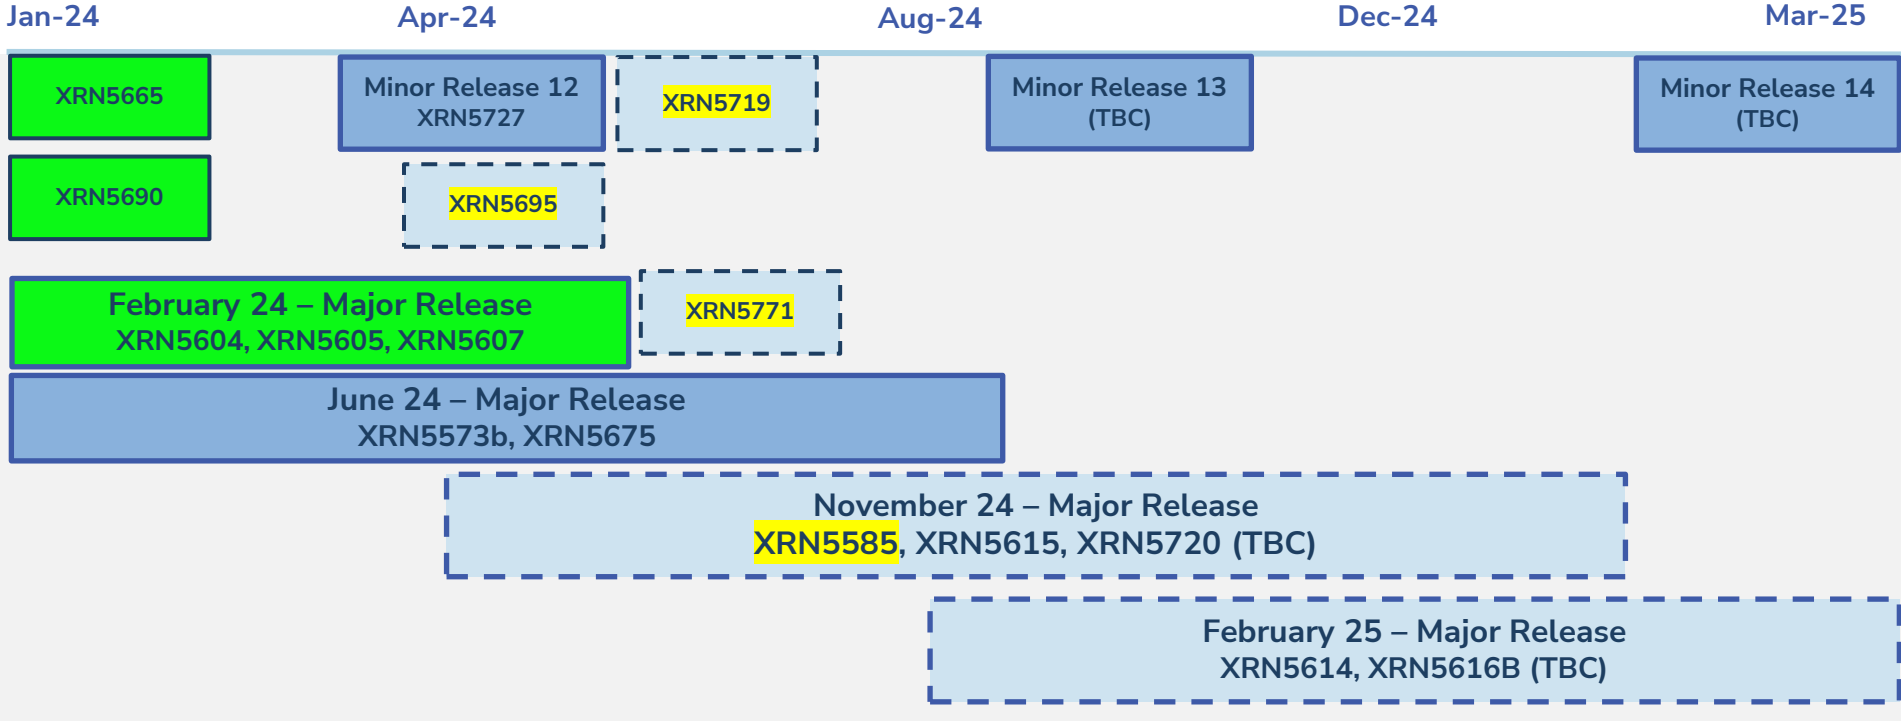 Jan-24
Apr-24
Aug-24
Dec-24
Mar-25
XRN5665
Minor Release 12
XRN5727
XRN5719
Minor Release 13
(TBC)
Minor Release 14
(TBC)
XRN5690
XRN5695
February 24 – Major Release
XRN5604, XRN5605, XRN5607
XRN5771
June 24 – Major Release
XRN5573b, XRN5675
November 24 – Major Release
XRN5585, XRN5615, XRN5720 (TBC)
February 25 – Major Release
XRN5614, XRN5616B (TBC)